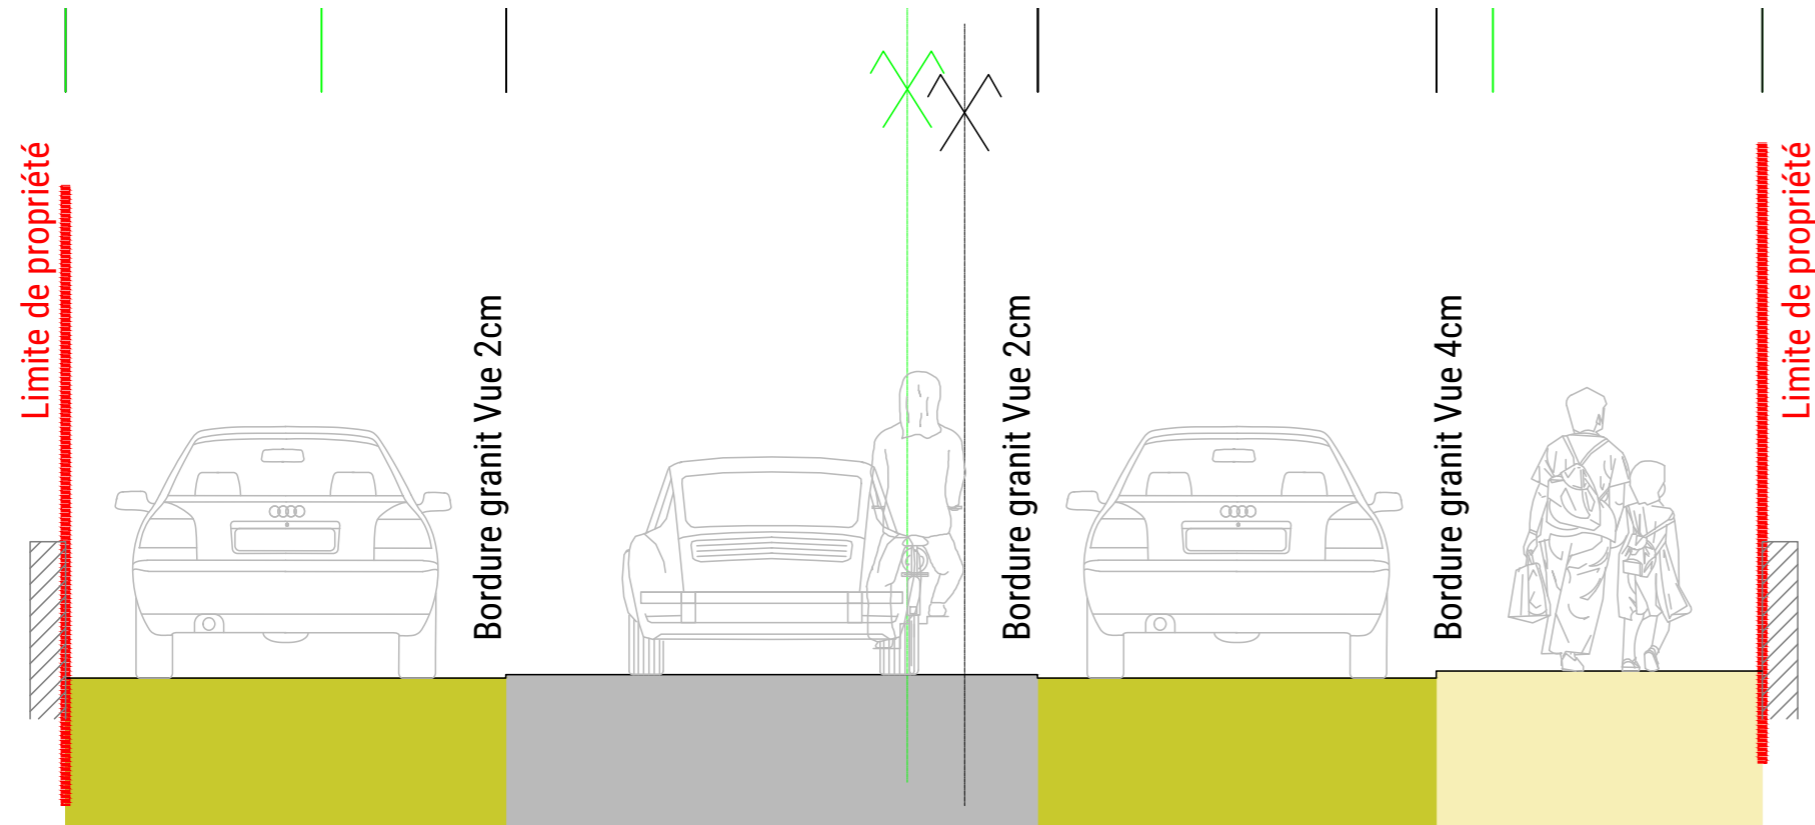 Limite de propriété
Bordure granit Vue 2cm
Bordure granit Vue 2cm
Bordure granit Vue 4cm
Limite de propriété